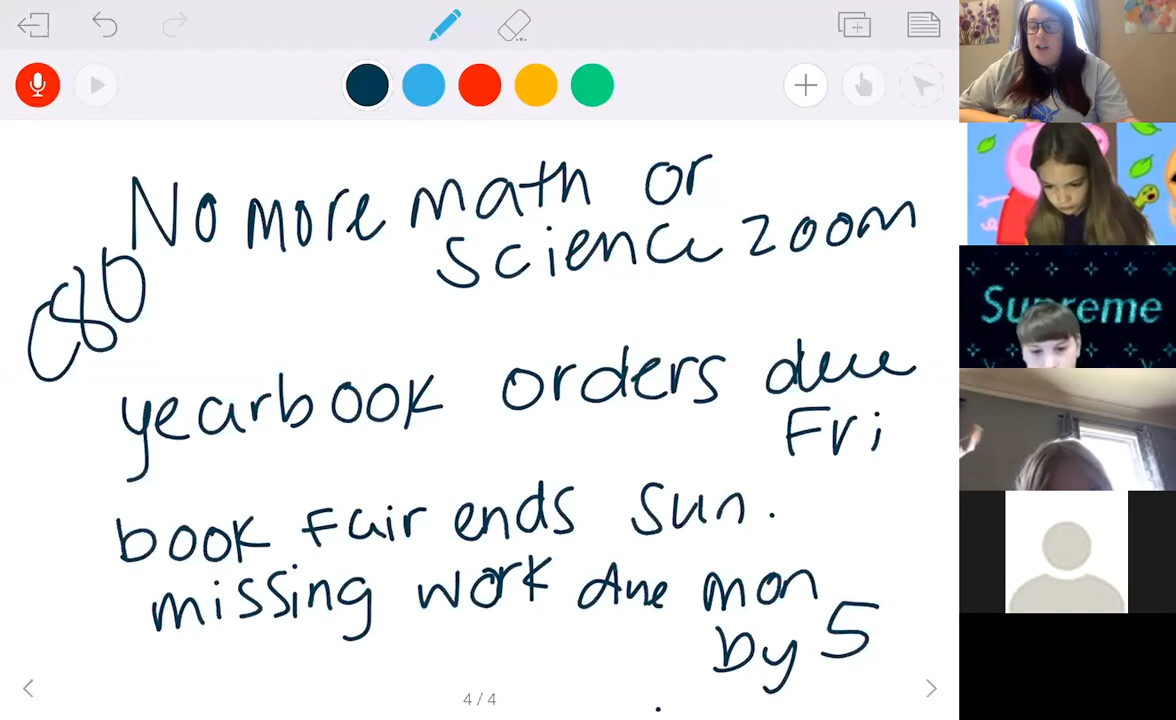 No more math or
science zoom
yearbook orders due
Fri
book fair ends Sun.
missing work due mon
by 5
4/4
Supreme